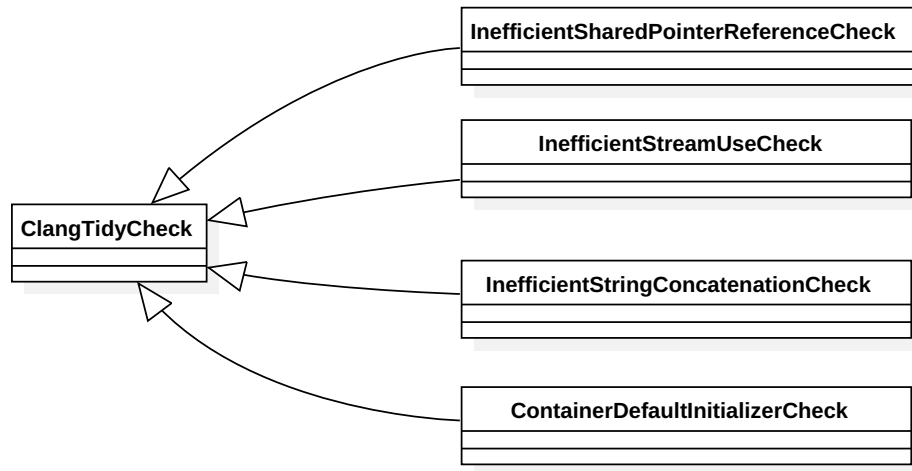 InefficientSharedPointerReferenceCheck
InefficientStreamUseCheck
ClangTidyCheck
InefficientStringConcatenationCheck
ContainerDefaultInitializerCheck